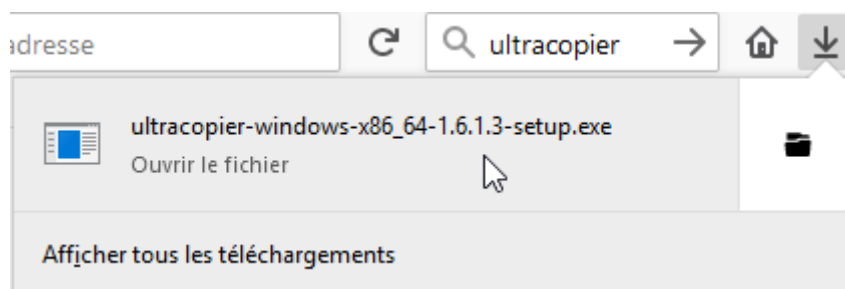 adresse
ultracopier
ultracopier-windows-x86_64-1.6.1.3-setup.exe
Ouvrir le fichier
Afficher tous les téléchargements